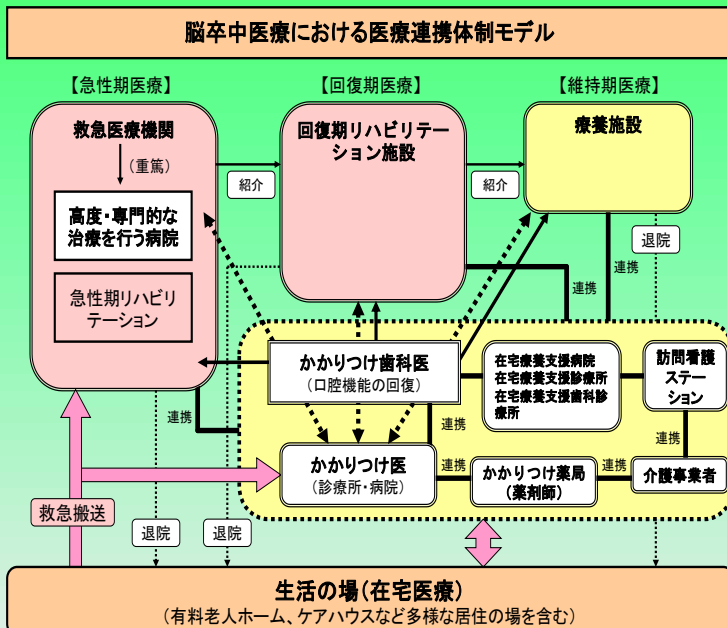 脳卒中医療における医療連携体制モデル
【急性期医療】
【回復期医療】
【維持期医療】
救急医療機関
(重篤)
高度・専門的な
治療を行う病院
急性期リハビリ
テーション
紹介
回復期リハビリテー
ション施設
紹介
療養施設
退院
連携
連携
かかりつけ歯科医
(口腔機能の回復)
在宅療養支援病院
在宅療養支援診療所
在宅療養支援歯科診
療所
訪問看護
ステー
ション
連携
連携
連携
かかりつけ医
(診療所・病院)
連携
かかりつけ薬局
(薬剤師)
連携
介護事業者
救急搬送
退院
退院
生活の場(在宅医療)
(有料老人ホーム、ケアハウスなど多様な居住の場を含む)